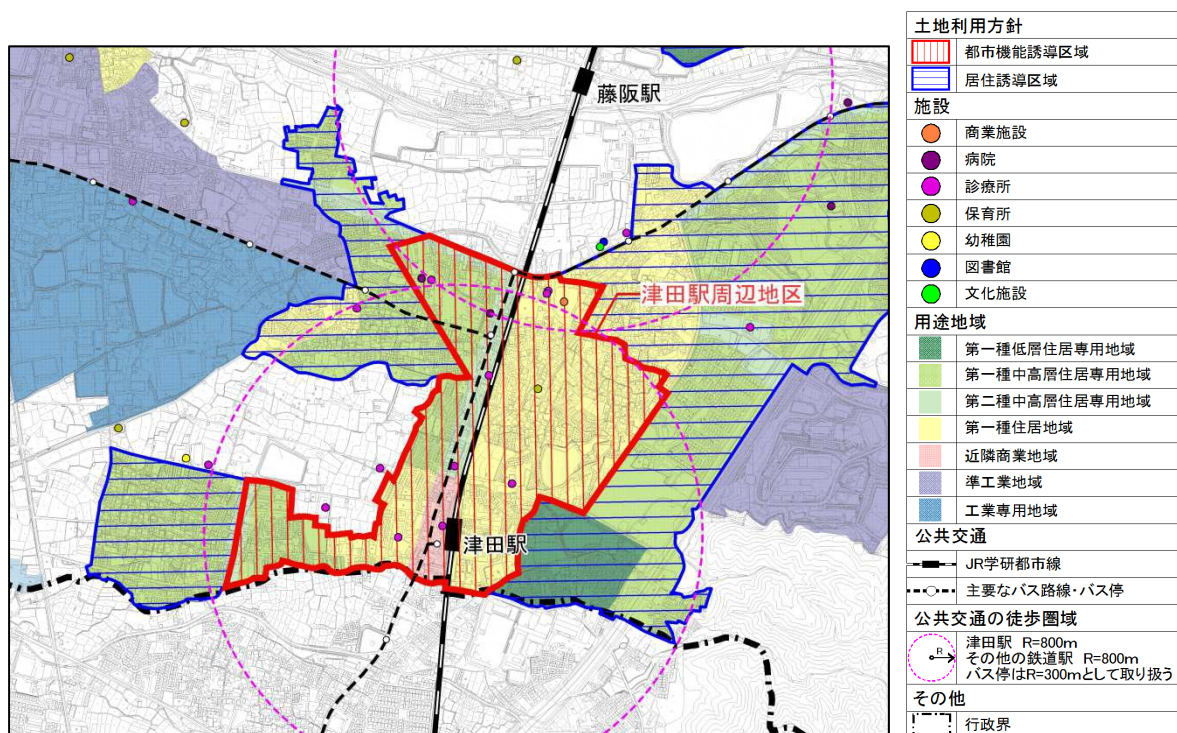 藤阪駅
津田駅周辺地区
津田駅
土地利用方針
都市機能誘導区域
居住誘導区域
施設
商業施設
病院
診療所
保育所
幼稚園
図書館
文化施設
用途地域
第一種低層住居専用地域
第一種中高層住居専用地域
第二種中高層住居専用地域
第一種住居地域
近隣商業地域
準工業地域
工業専用地域
公共交通
JR学研都市線
主要なバス路線・バス停
公共交通の徒歩圏域
R
津田駅 R=800m
その他の鉄道駅 R=800m
バス停はR=300mとして取り扱う
その他
行政界